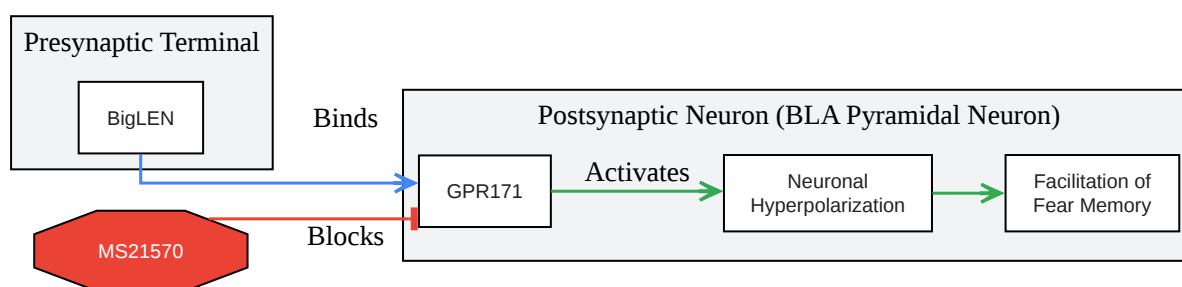 Presynaptic Terminal
BigLEN
Binds
Postsynaptic Neuron (BLA Pyramidal Neuron)
GPR171
Activates
Neuronal
Hyperpolarization
Facilitation of
Fear Memory
Blocks
MS21570